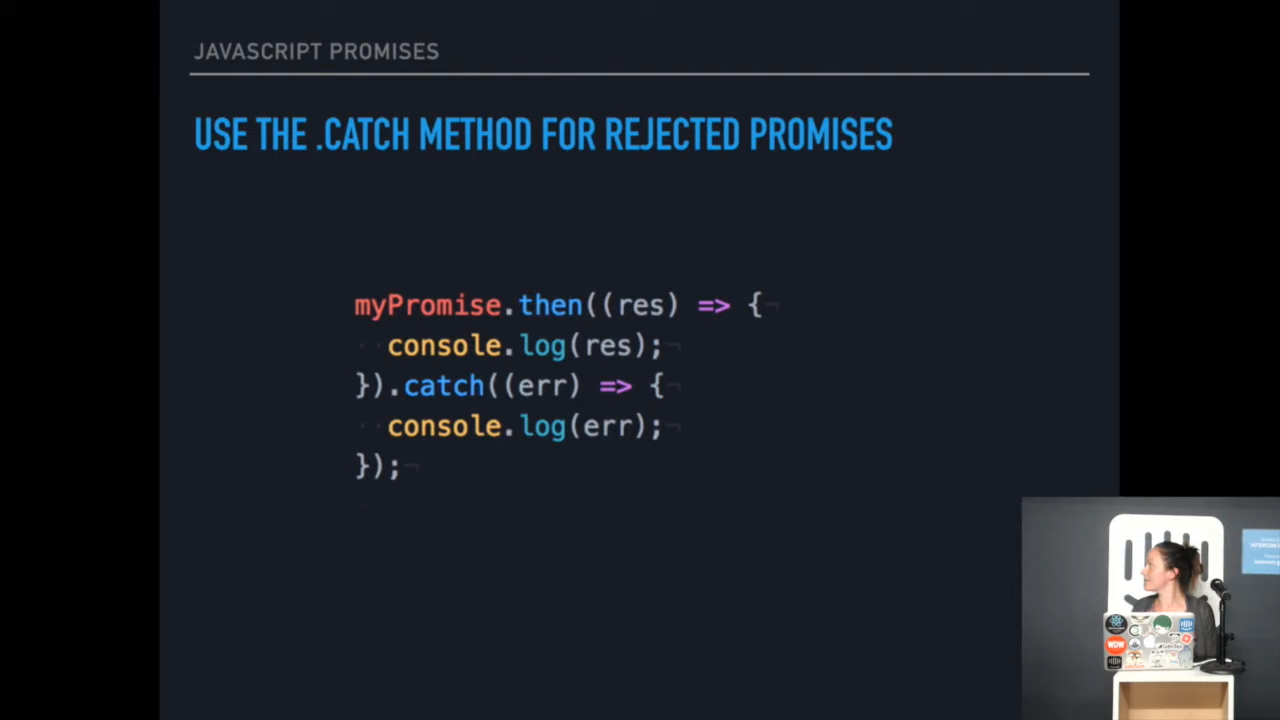 JAVASCRIPT PROMISES
USE THE .CATCH METHOD FOR REJECTED PROMISES
myPromise.then((res) => {
  console.log(res);
}).catch((err) => {
  console.log(err);
});
WOW